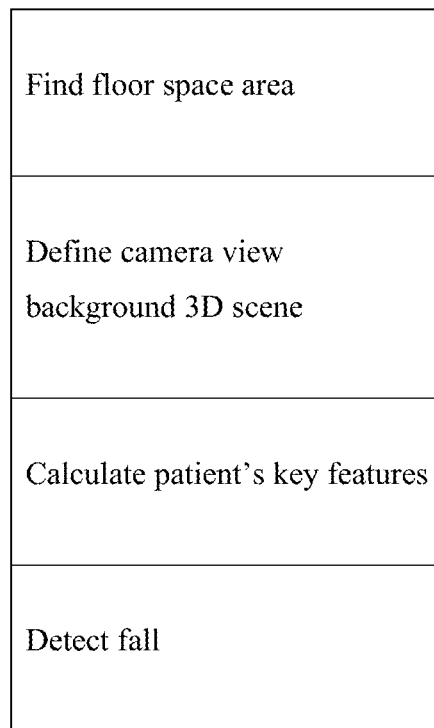 Find floor space area
Define camera view
background 3D scene
Calculate patient's key features
Detect fall